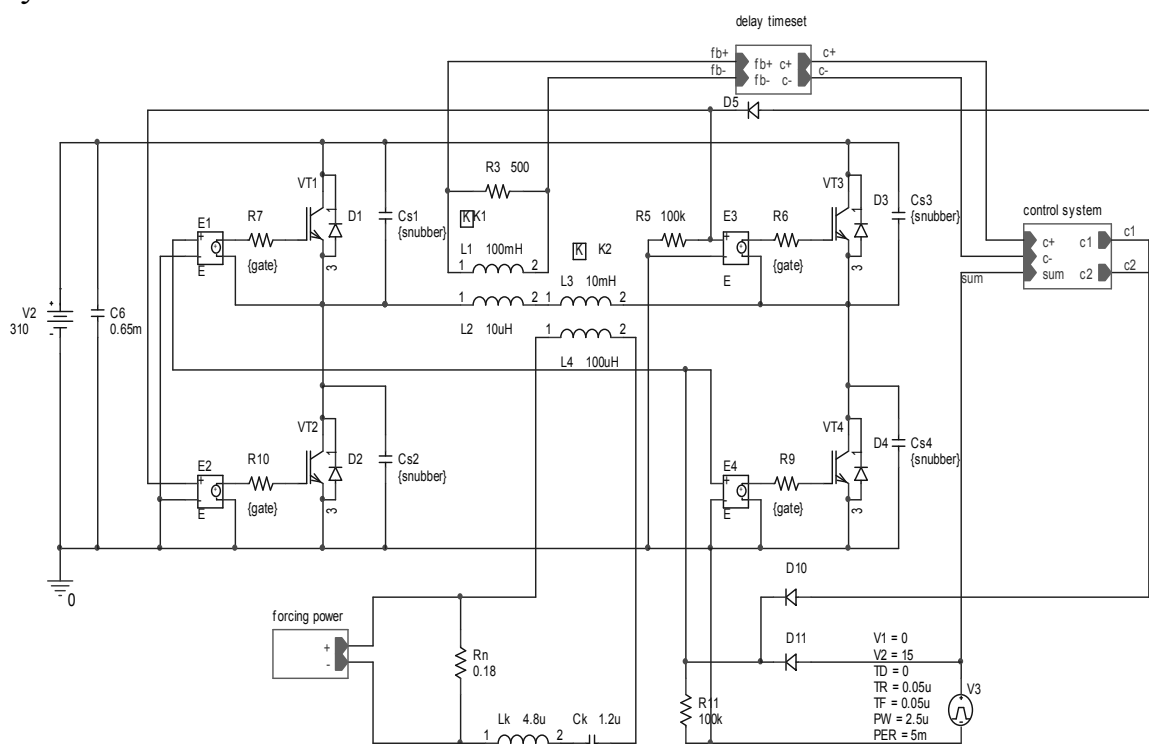 delay timeset
fb+
fb-
fb+ c+
fb- c-
c+
c-
D5
R3 500
VT1
VT3
K K1
K K2
E1
R7
D1
Cs1
{snubber}
R5 100k
E3
R6
D3
Cs3
{snubber}
control system
c+
c-
sum
c1
c2
c1
c2
sum
L1 100mH
1 2
L3 10mH
1 2
1 2
E
{gate}
1
3
E
{gate}
1
3
V2
310
+
-
C6
0.65m
L2 10uH
1 2
L4 100uH
VT2
VT4
E2
R10
D2
Cs2
{snubber}
E4
R9
D4
Cs4
{snubber}
E
{gate}
1
3
E
{gate}
1
3
0
D10
forcing power
+
-
Rn
0.18
D11
V1 = 0
V2 = 15
TD = 0
TR = 0.05u
TF = 0.05u
PW = 2.5u
PER = 5m
V3
R11
100k
Lk 4.8u
Ck 1.2u
1 2